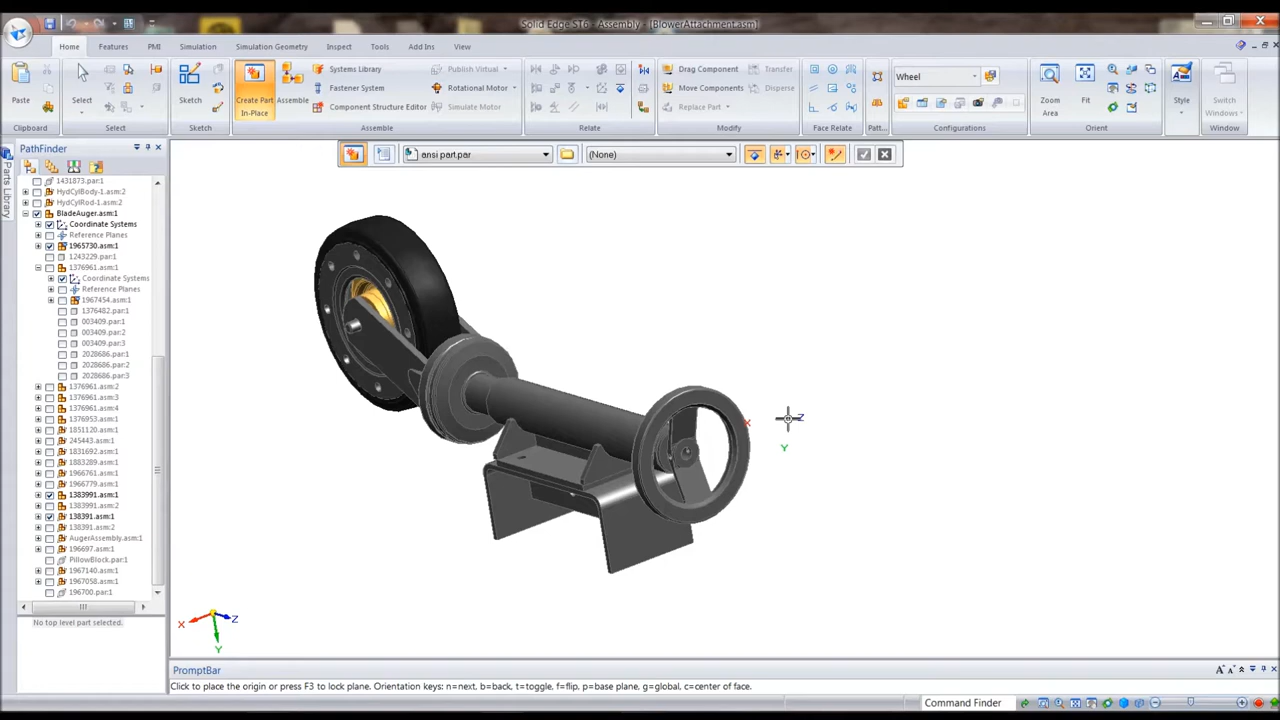 Solid Edge ST6 - Assembly - [BlowerAttachment.asm]
Home Features PMI Simulation Simulation Geometry Inspect Tools Add Ins View
Paste
Clipboard
Select
Select
Sketch
Sketch
Create Part In-Place
Assemble
Systems Library
Fastener System
Component Structure Editor
Publish Virtual
Rotational Motor
Simulate Motor
Assemble
Relate
Drag Component
Move Components
Replace Part
Transfer
Disperse
Modify
Face Relate
Patt...
Wheel
Configurations
Zoom Area
Fit
Orient
Style
Switch Windows
Window
PathFinder
Parts Library
ansi part.par
(None)
1431873.par:1
HydCylBody-1.asm:2
HydCylRod-1.asm:2
BladeAuger.asm:1
Coordinate Systems
Reference Planes
1965730.asm:1
1243229.par:1
1376961.asm:1
Coordinate Systems
Reference Planes
1967454.asm:1
1376482.par:1
003409.par:1
003409.par:2
003409.par:3
2028686.par:1
2028686.par:2
2028686.par:3
1376961.asm:2
1376961.asm:3
1376961.asm:4
1376953.asm:1
1851120.asm:1
245443.asm:1
1831692.asm:1
1883289.asm:1
1966761.asm:1
1966779.asm:1
1383991.asm:1
1383991.asm:2
138391.asm:1
138391.asm:2
AugerAssembly.asm:1
196697.asm:1
PillowBlock.par:1
1967140.asm:1
1967058.asm:1
196700.par:1
No top level part selected.
X Y Z
X Y Z
PromptBar
Click to place the origin or press F3 to lock plane. Orientation keys: n=next, b=back, t=toggle, f=flip, p=base plane, g=global, c=center of face.
Command Finder